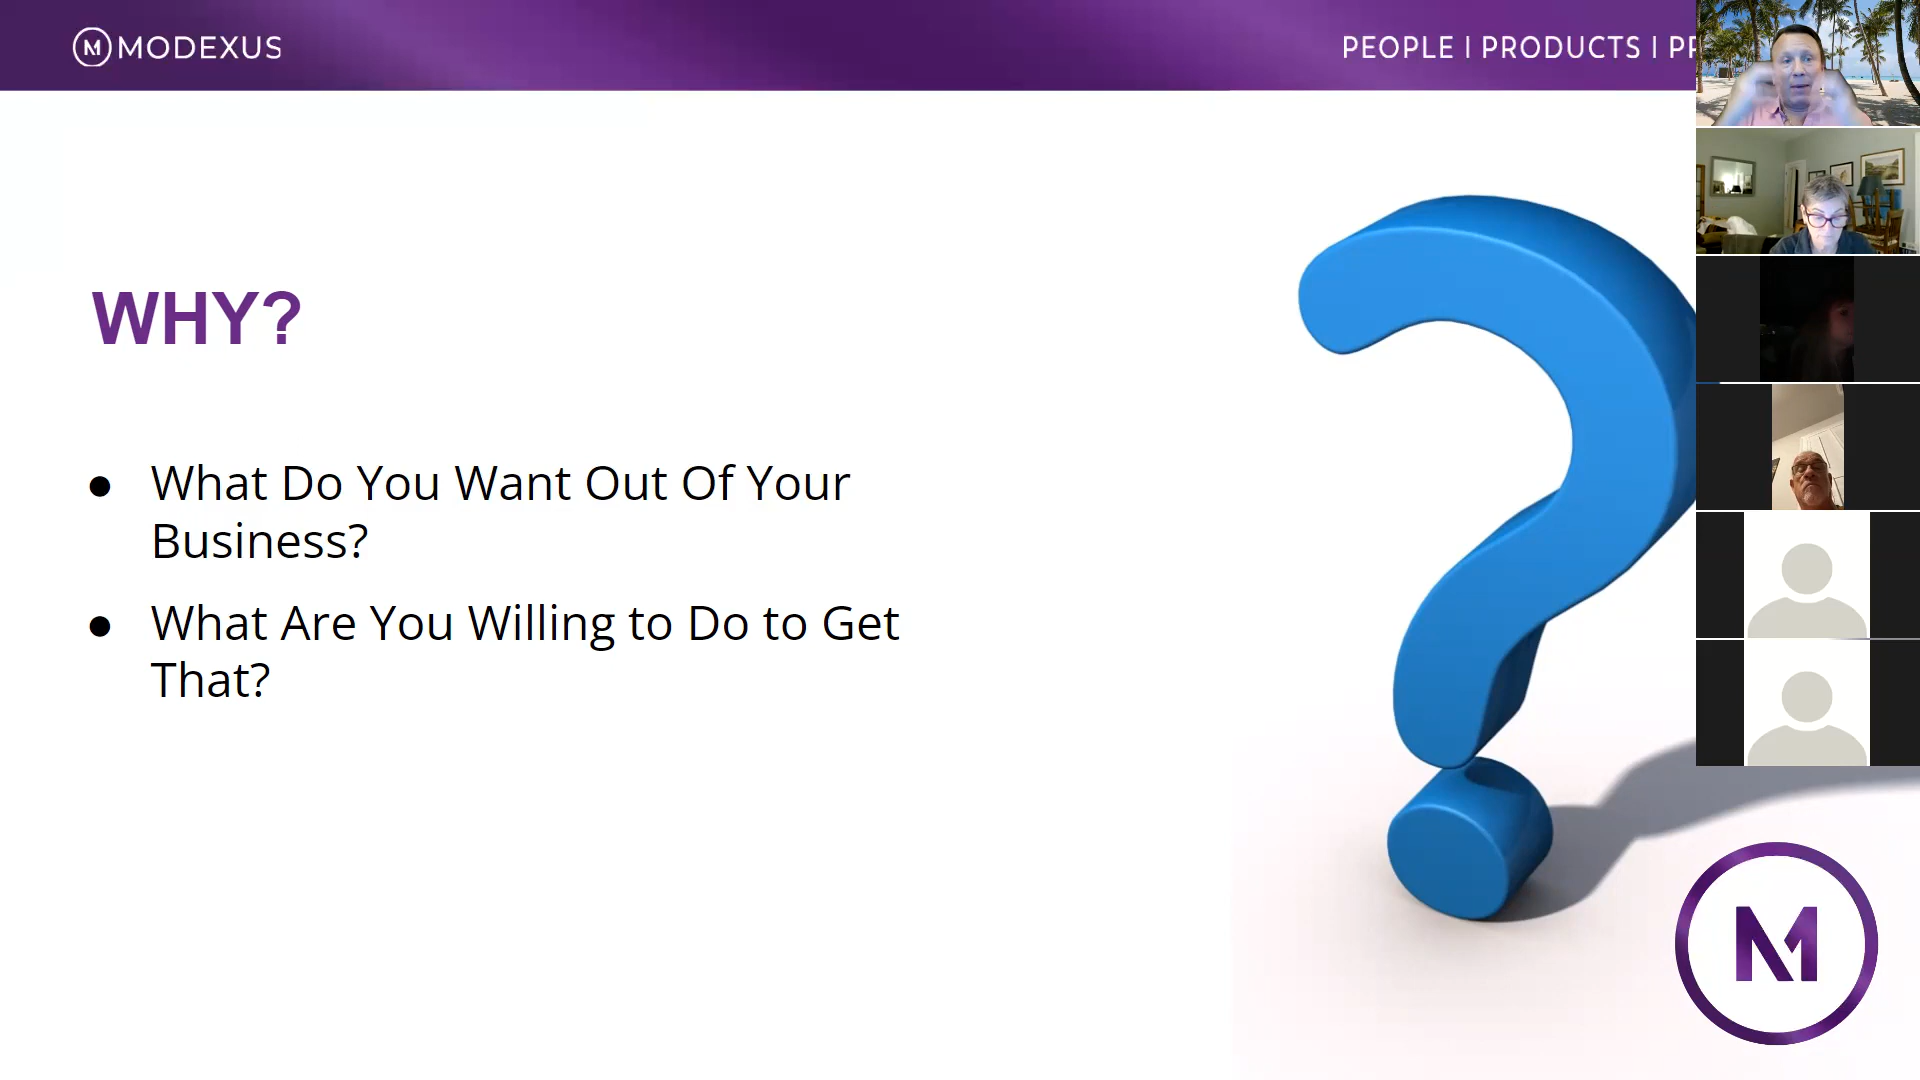 MODEXUS
PEOPLE | PRODUCTS |
WHY?
● What Do You Want Out Of Your
Business?
● What Are You Willing to Do to Get
That?
M